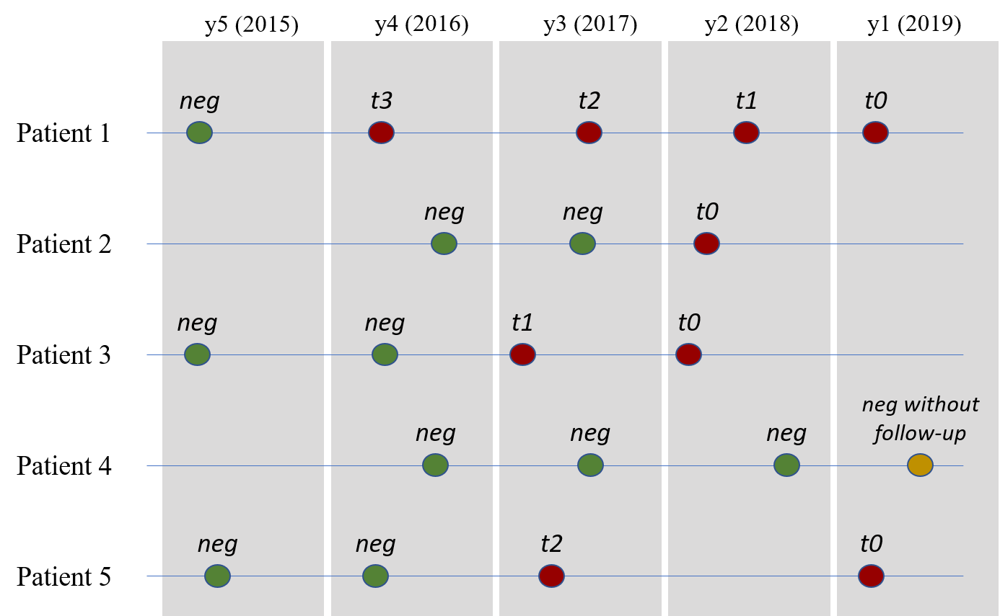 y5 (2015) y4 (2016) y3 (2017) y2 (2018) y1 (2019)
neg t3 t2 t1 t0
Patient 1
neg neg t0
Patient 2
neg neg t1 t0
Patient 3
neg without
neg neg neg follow-up
Patient 4
neg neg t2 t0
Patient 5